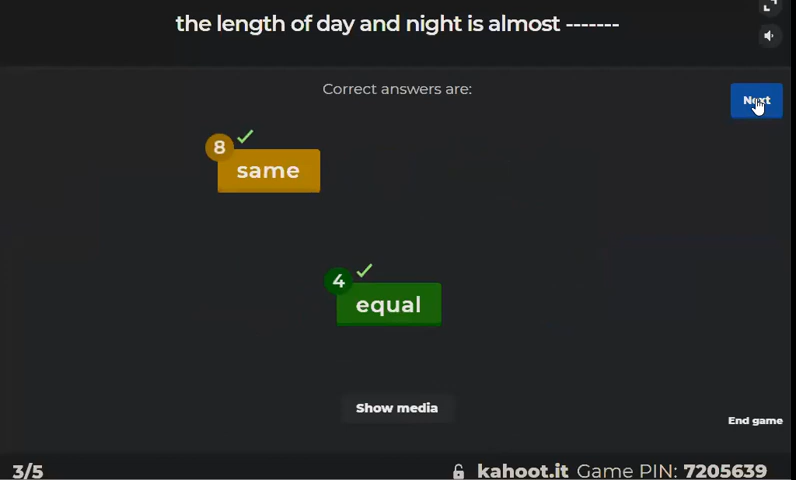 the length of day and night is almost -------
Correct answers are:
Next
8
same
4
equal
Show media
End game
3/5
kahoot.it Game PIN: 7205639